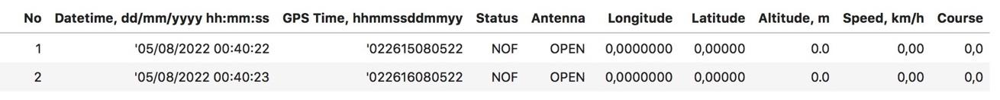 No Datetime, dd/mm/yyyy hh:mm:ss GPS Time, hhmmssddmmyy Status Antenna Longitude Latitude Altitude, m Speed, km/h Course
1 '05/08/2022 00:40:22 '022615080522 NOF OPEN 0,0000000 0,00000 0.0 0,00 0,0
2 '05/08/2022 00:40:23 '022616080522 NOF OPEN 0,0000000 0,00000 0.0 0,00 0,0